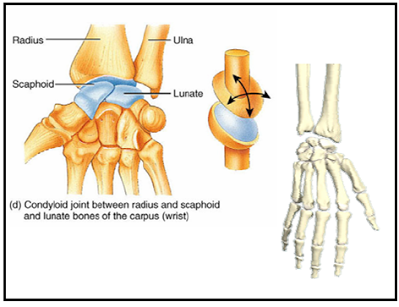 Radius
Ulna
Scaphoid
Lunate
(d) Condyloid joint between radius and scaphoid
and lunate bones of the carpus (wrist)